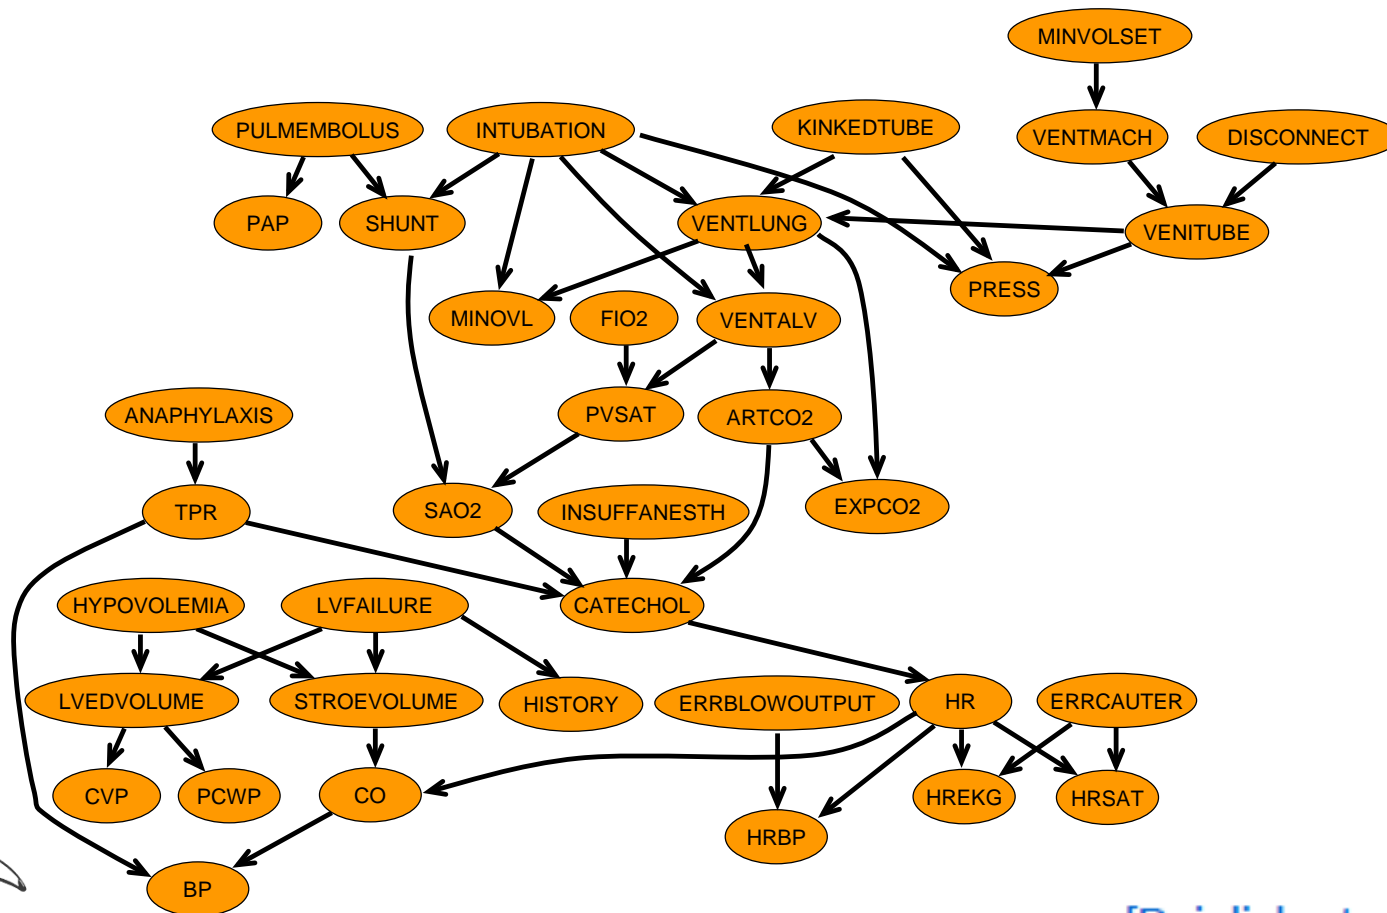 MINVOLSET
PULMEMBOLUS
INTUBATION
KINKEDTUBE
VENTMACH
DISCONNECT
PAP
SHUNT
VENTLUNG
VENITUBE
PRESS
MINOVL
FIO2
VENTALV
ANAPHYLAXIS
PVSAT
ARTCO2
TPR
SAO2
INSUFFANESTH
EXPCO2
HYPOVOLEMIA
LVFAILURE
CATECHOL
LVEDVOLUME
STROEVOLUME
HISTORY
ERRBLOWOUTPUT
HR
ERRCAUTER
CVP
PCWP
CO
HREKG
HRSAT
HRBP
BP